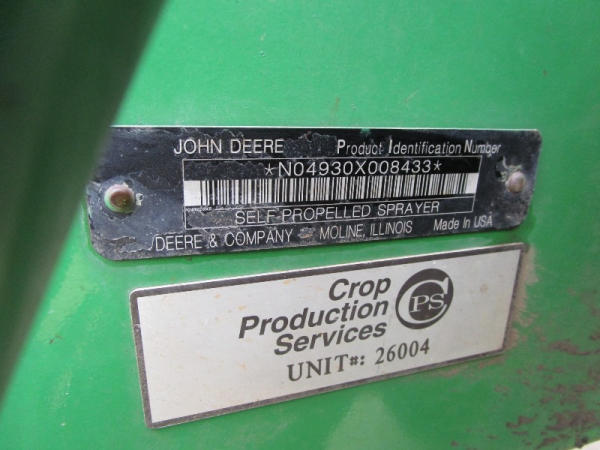 JOHN DEERE Product Identification Number
*N04930X008433*
SELF PROPELLED SPRAYER
DEERE & COMPANY MOLINE, ILLINOIS Made In USA
Crop
Production
Services
CPS
UNIT#: 26004